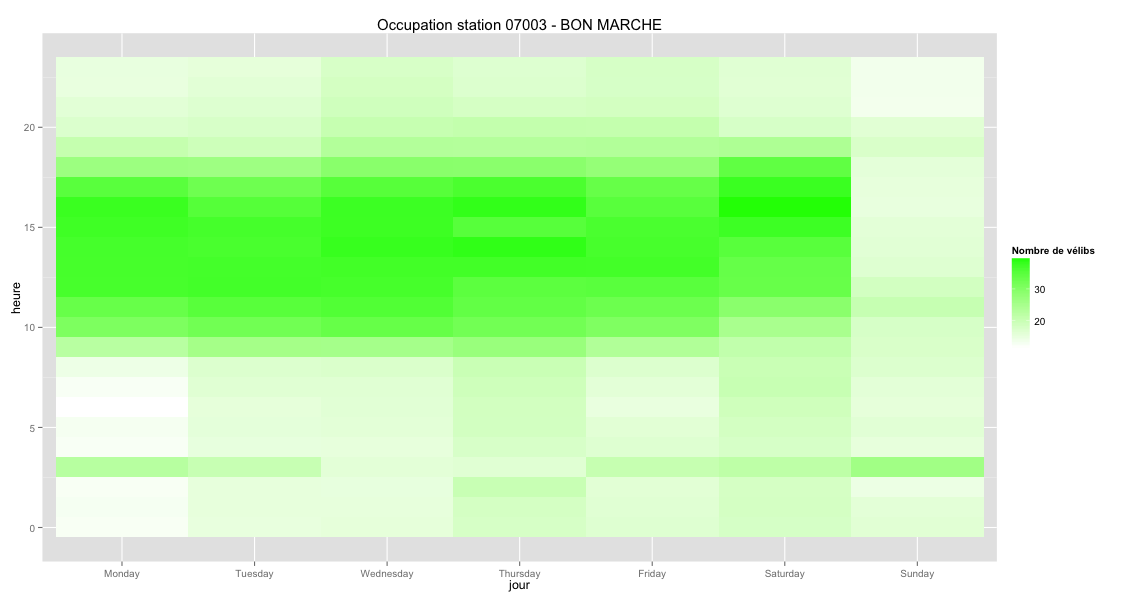 Occupation station 07003 - BON MARCHE
20
15
10
5
0
heure
Monday Tuesday Wednesday Thursday Friday Saturday Sunday
jour
Nombre de vélibs
30
20